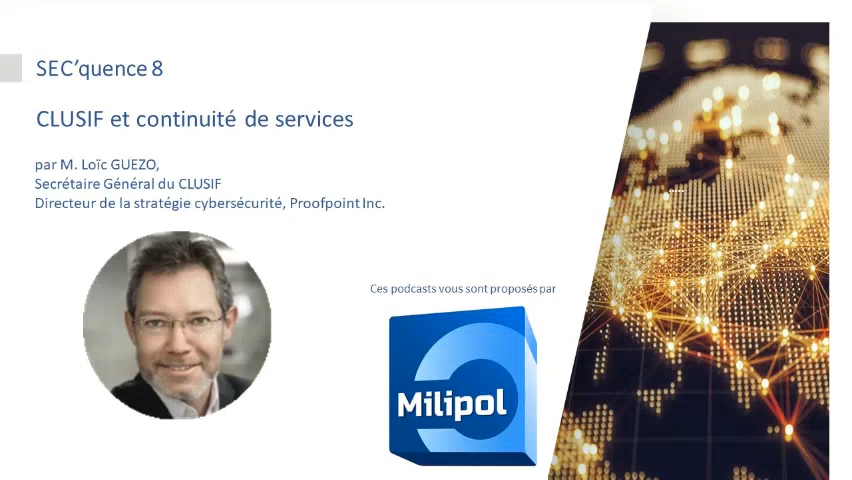 SEC’quence 8
CLUSIF et continuité de services
par M. Loïc GUEZO,
Secrétaire Général du CLUSIF
Directeur de la stratégie cybersécurité, Proofpoint Inc.
Ces podcasts vous sont proposés par
Milipol